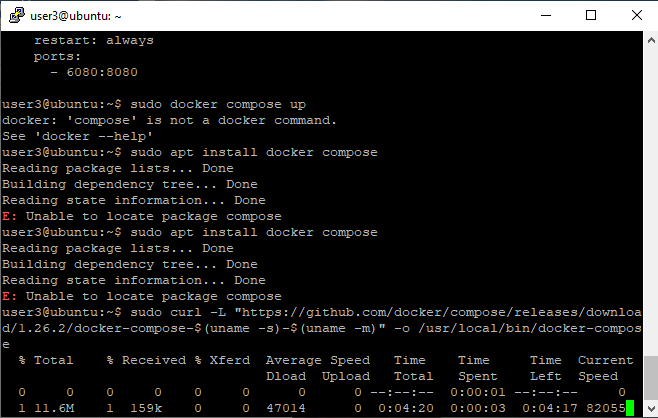 user3@ubuntu: ~
restart: always
ports:
- 6080:8080
user3@ubuntu:~$ sudo docker compose up
docker: 'compose' is not a docker command.
See 'docker --help'
user3@ubuntu:~$ sudo apt install docker compose
Reading package lists... Done
Building dependency tree... Done
Reading state information... Done
E: Unable to locate package compose
user3@ubuntu:~$ sudo apt install docker compose
Reading package lists... Done
Building dependency tree... Done
Reading state information... Done
E: Unable to locate package compose
user3@ubuntu:~$ sudo curl -L "https://github.com/docker/compose/releases/downloa
d/1.26.2/docker-compose-$(uname -s)-$(uname -m)" -o /usr/local/bin/docker-compos
e
% Total % Received % Xferd Average Speed Time Time Time Current
Dload Upload Total Spent Left Speed
0 0 0 0 0 0 0 0 --:--:-- 0:00:01 --:--:-- 0
1 11.6M 1 159k 0 0 47014 0 0:04:20 0:00:03 0:04:17 82055